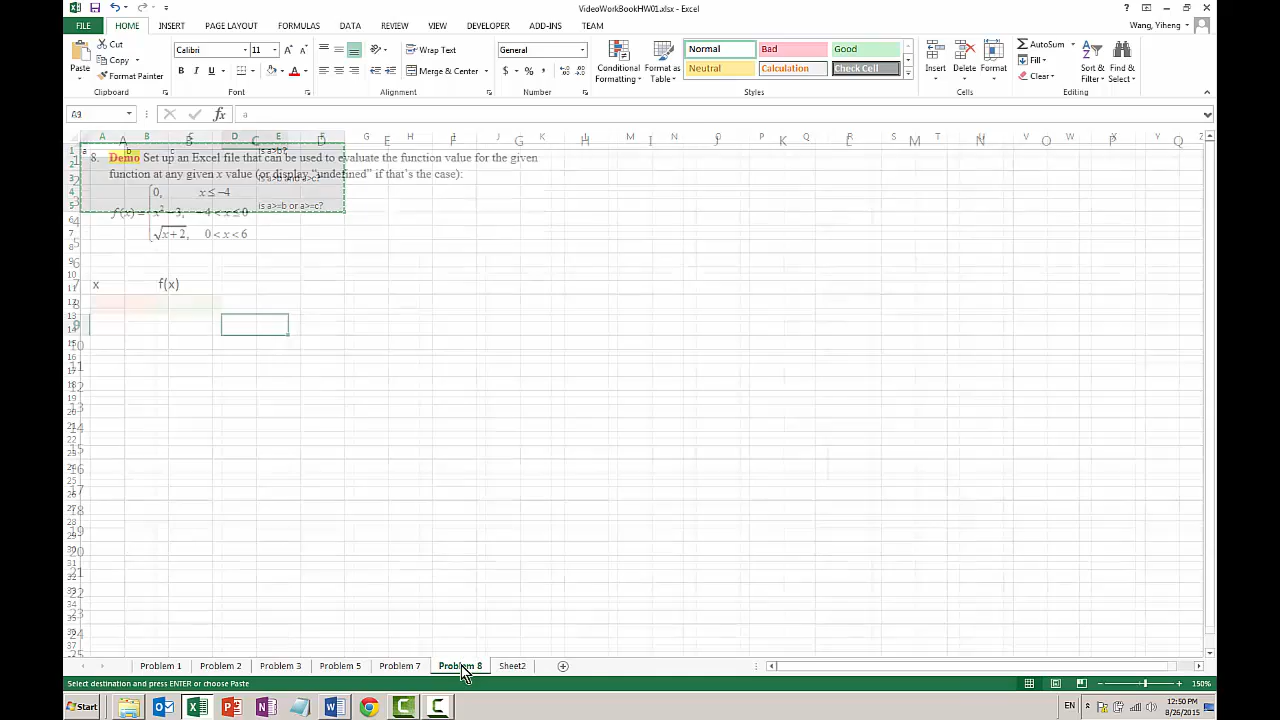 VideoWorkBookHW01.xlsx - Excel
FILE HOME INSERT PAGE LAYOUT FORMULAS DATA REVIEW VIEW DEVELOPER ADD-INS TEAM Wang, Yiheng
Paste Cut Copy Format Painter Clipboard
Calibri 11 B I U Font
Wrap Text Merge & Center Alignment
General $ % , Number
Conditional Formatting Format as Table Normal Bad Good Neutral Calculation Check Cell Styles
Insert Delete Format Cells
AutoSum Fill Clear Sort & Filter Find & Select Editing
a
a b c is a>b?
8. Demo Set up an Excel file that can be used to evaluate the function value for the given
function at any given x value (or display "undefined" if that's the case):
0, x ≤ -4
f(x) = x² - 3, -4 < x ≤ 0
is a>=b or a>=c?
√x+2, 0 < x < 6
x f(x)
Problem 1 Problem 2 Problem 3 Problem 5 Problem 7 Problem 8 Sheet2
Select destination and press ENTER or choose Paste 150%
Start EN 12:50 PM
8/26/2015